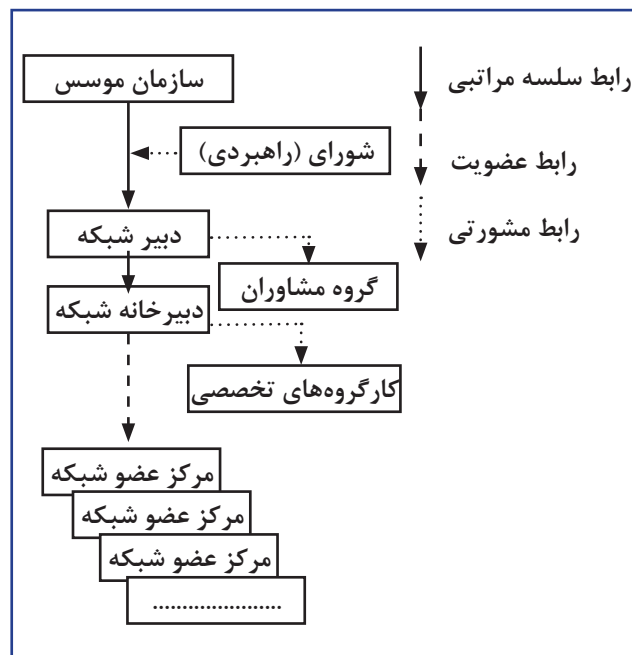 سازمان موسس
رابط سلسه مراتبی
شورای (راهبردی)
رابط عضویت
دبیر شبکه
رابط مشورتی
گروه مشاوران
دبیرخانه شبکه
کارگروه‌های تخصصی
مرکز عضو شبکه
مرکز عضو شبکه
مرکز عضو شبکه
......................